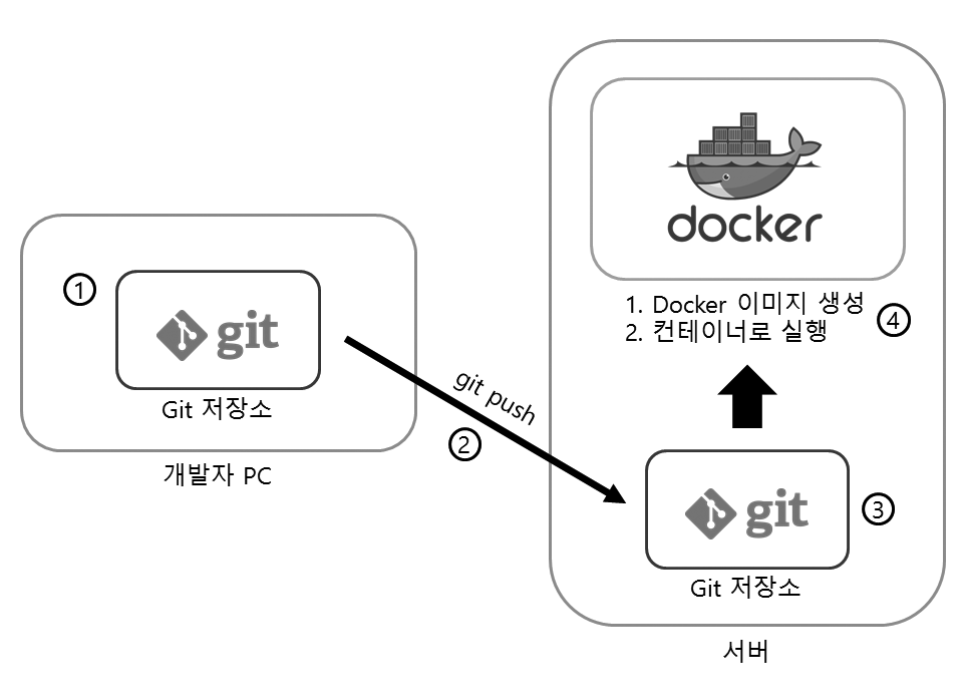 docker
1. Docker 이미지 생성
2. 컨테이너로 실행
④
①
git
Git 저장소
개발자 PC
git push
②
git
③
Git 저장소
서버